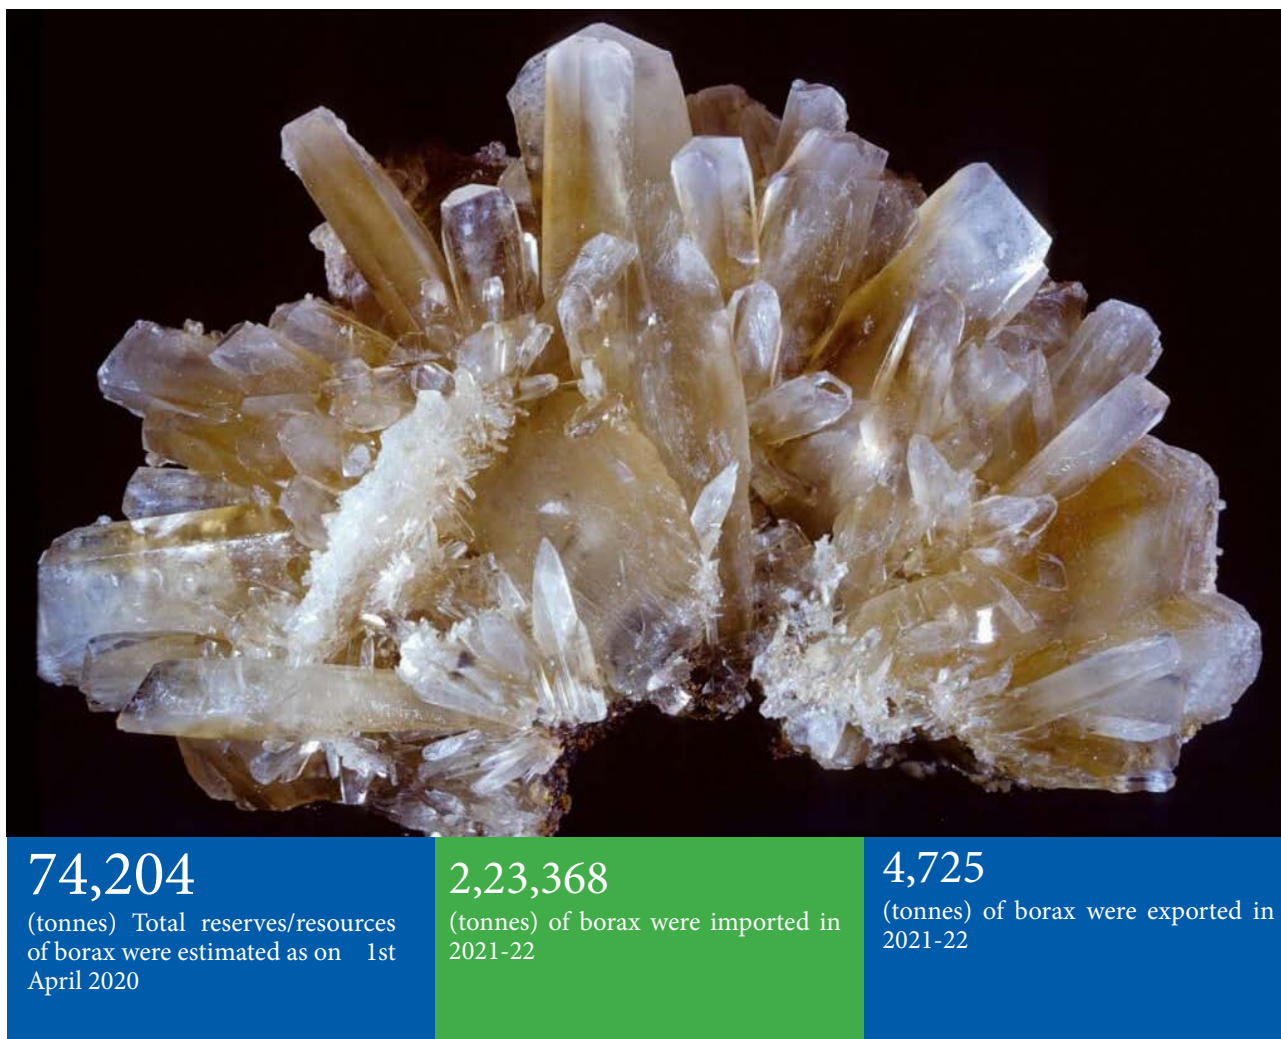 74,204
(tonnes) Total reserves/resources
of borax were estimated as on 1st
April 2020
2,23,368
(tonnes) of borax were imported in
2021-22
4,725
(tonnes) of borax were exported in
2021-22